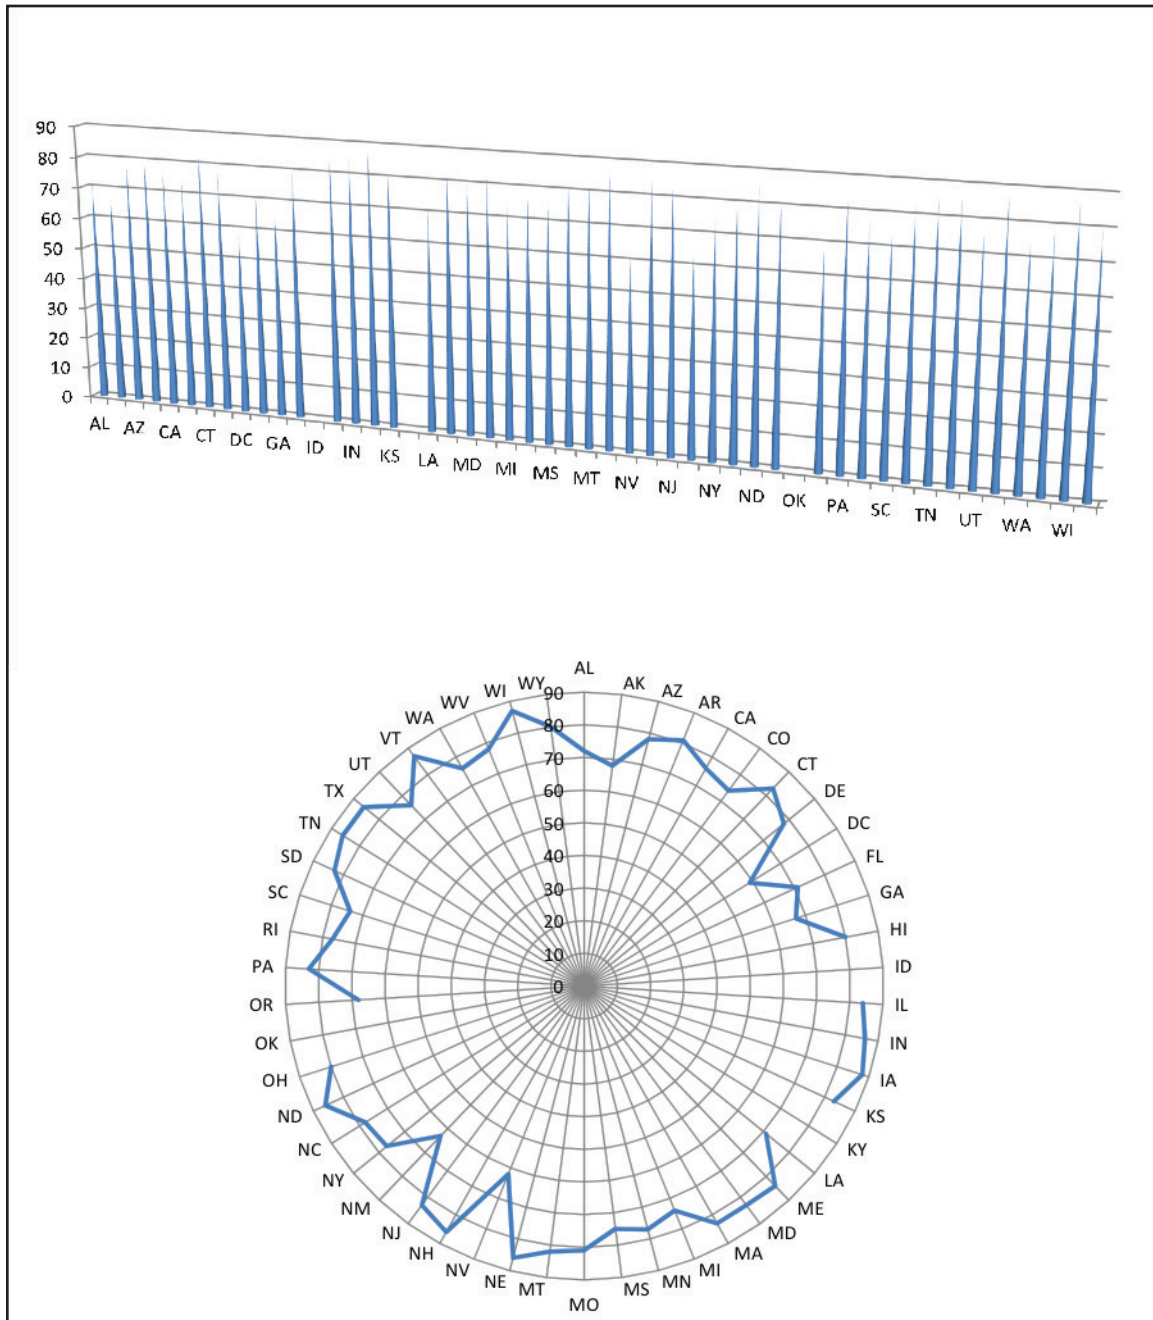 90
80
70
60
50
40
30
20
10
0
AL AZ CA CT DC GA ID IN KS LA MD MI MS MT NV NJ NY ND OK PA SC TN UT WA WI
AL
AK
AZ
AR
CA
CO
CT
DE
DC
FL
GA
HI
ID
IL
IN
IA
KS
KY
LA
ME
MD
MA
MI
MN
MS
MO
MT
NE
NV
NH
NJ
NM
NY
NC
ND
OH
OK
OR
PA
RI
SC
SD
TN
TX
UT
VT
WA
WV
WI
WY
90
80
70
60
50
40
30
20
10
0